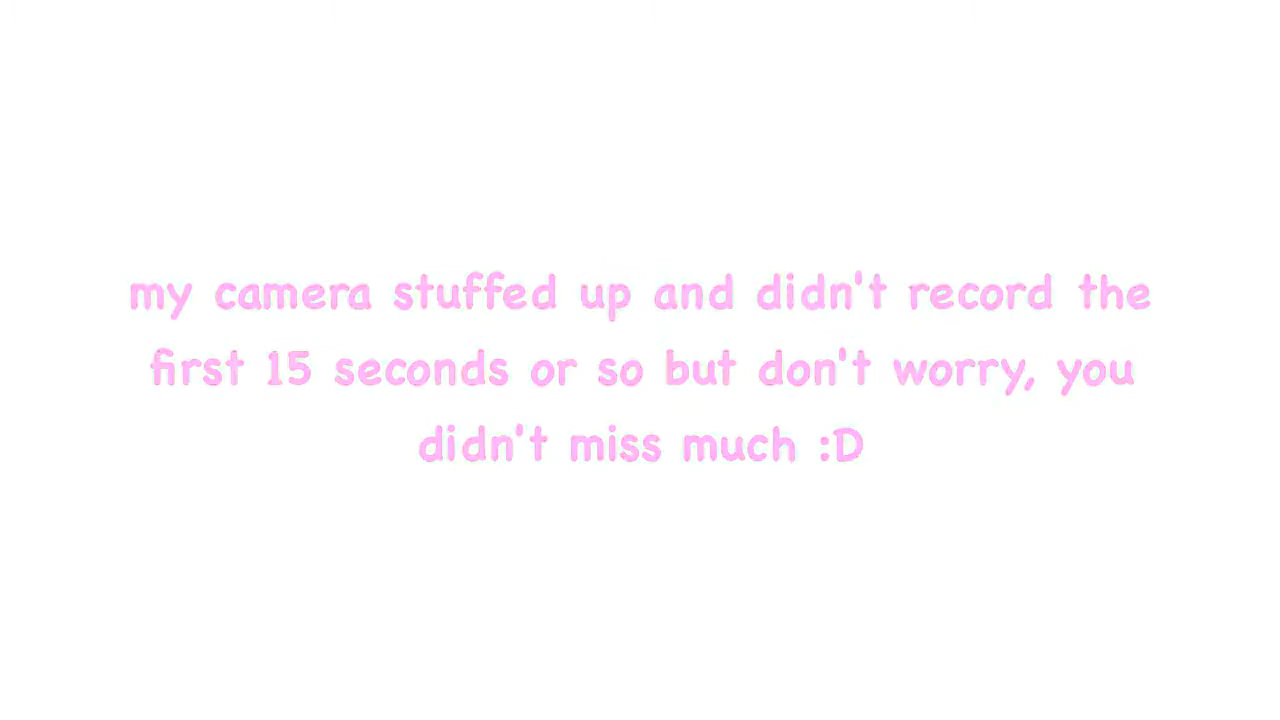 my camera stuffed up and didn't record the
first 15 seconds or so but don't worry, you
didn't miss much :D